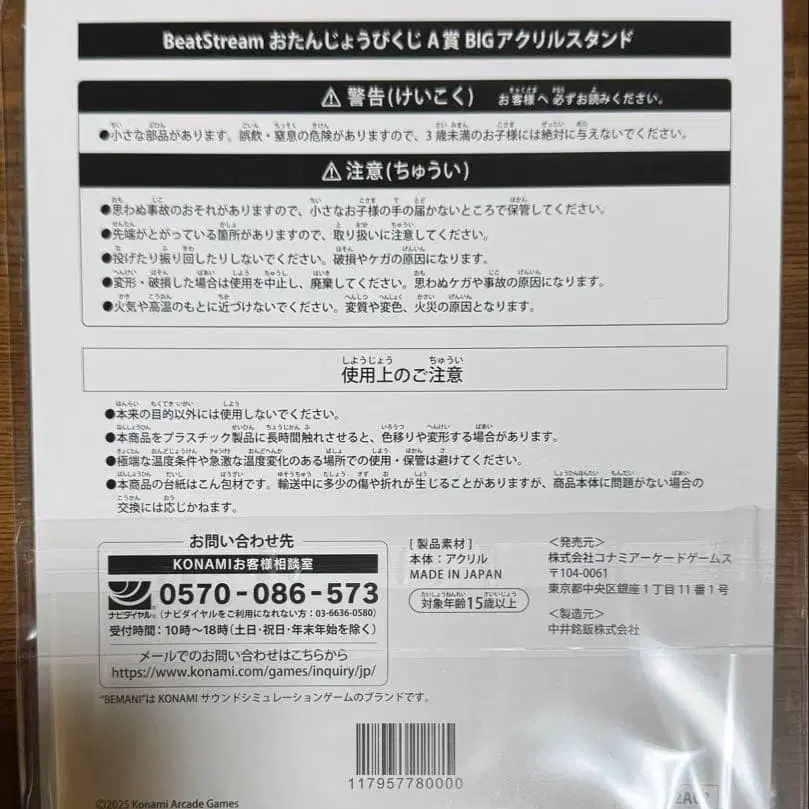 BeatStream おたんじょうびくじ A賞 BIGアクリルスタンド
⚠警告(けいこく) お客様へ 必ずお読みください。
●小さな部品があります。誤飲・窒息の危険がありますので、3歳未満のお子様には絶対に与えないでください。
⚠注意(ちゅうい)
●思わぬ事故のおそれがありますので、小さなお子様の手の届かないところで保管してください。
●先端がとがっている箇所がありますので、取り扱いに注意してください。
●投げたり振り回したりしないでください。破損やケガの原因になります。
●変形・破損した場合は使用を中止し、廃棄してください。思わぬケガや事故の原因になります。
●火気や高温のもとに近づけないでください。変質や変色、火災の原因となります。
使用上のご注意
●本来の目的以外には使用しないでください。
●本商品をプラスチック製品に長時間触れさせると、色移りや変形する場合があります。
●極端な温度条件や急激な温度変化のある場所での使用・保管は避けてください。
●本商品の台紙はこん包材です。輸送中に多少の傷や折れが生じることがありますが、商品本体に問題がない場合の
交換には応じかねます。
お問い合わせ先
KONAMIお客様相談室
ナビダイヤル® 0570-086-573
(ナビダイヤルをご利用になれない方：03-6636-0580)
受付時間：10時～18時(土日・祝日・年末年始を除く)
メールでのお問い合わせはこちらから
https://www.konami.com/games/inquiry/jp/
[製品素材]
本体：アクリル
MADE IN JAPAN
対象年齢15歳以上
＜発売元＞
株式会社コナミアーケードゲームス
〒104-0061
東京都中央区銀座1丁目11番1号
＜製造元＞
中井銘鈑株式会社
"BEMANI"は KONAMI サウンドシミュレーションゲームのブランドです。
117957780000
©2025 Konami Arcade Games